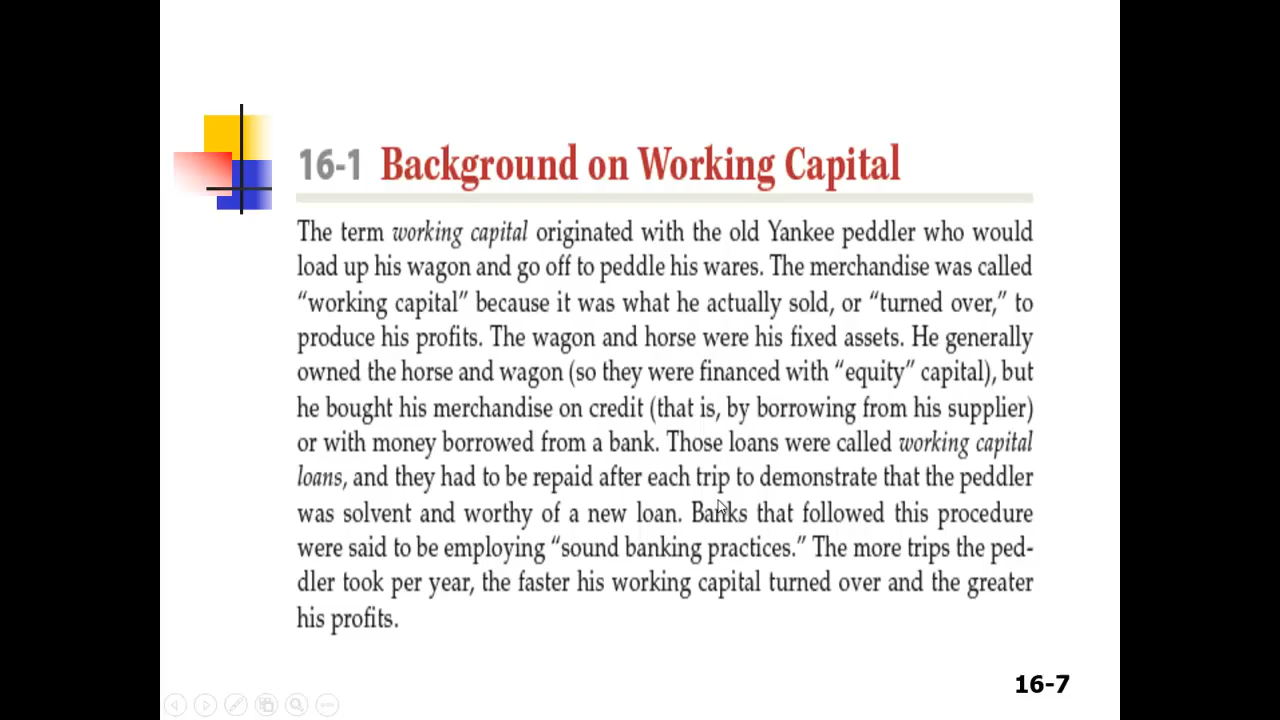 16-1 Background on Working Capital
The term working capital originated with the old Yankee peddler who would
load up his wagon and go off to peddle his wares. The merchandise was called
“working capital” because it was what he actually sold, or “turned over,” to
produce his profits. The wagon and horse were his fixed assets. He generally
owned the horse and wagon (so they were financed with “equity” capital), but
he bought his merchandise on credit (that is, by borrowing from his supplier)
or with money borrowed from a bank. Those loans were called working capital
loans, and they had to be repaid after each trip to demonstrate that the peddler
was solvent and worthy of a new loan. Banks that followed this procedure
were said to be employing “sound banking practices.” The more trips the ped-
dler took per year, the faster his working capital turned over and the greater
his profits.
16-7